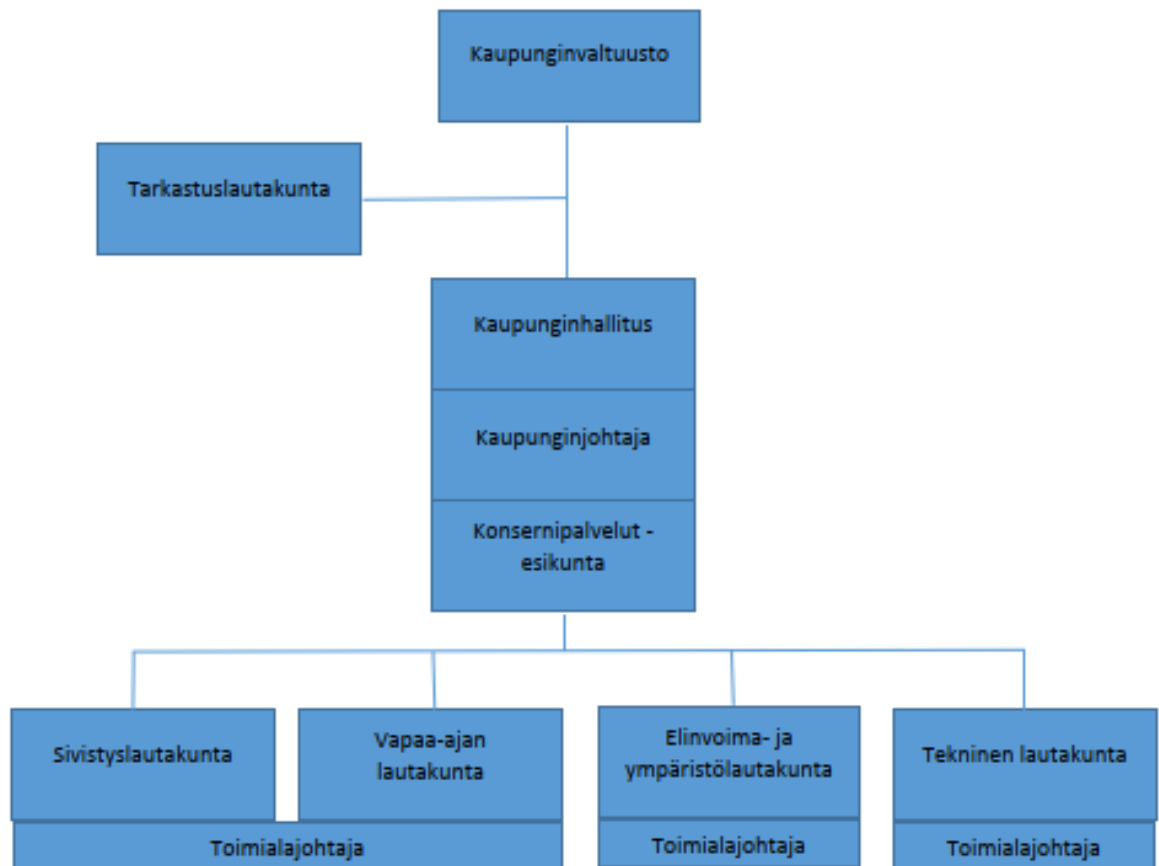 Kaupunginvaltuusto
Tarkastuslautakunta
Kaupunginhallitus
Kaupunginjohtaja
Konsernipalvelut -
esikunta
Sivistyslautakunta
Vapaa-ajan
lautakunta
Elinvoima- ja
ympäristölautakunta
Tekninen lautakunta
Toimialajohtaja
Toimialajohtaja
Toimialajohtaja